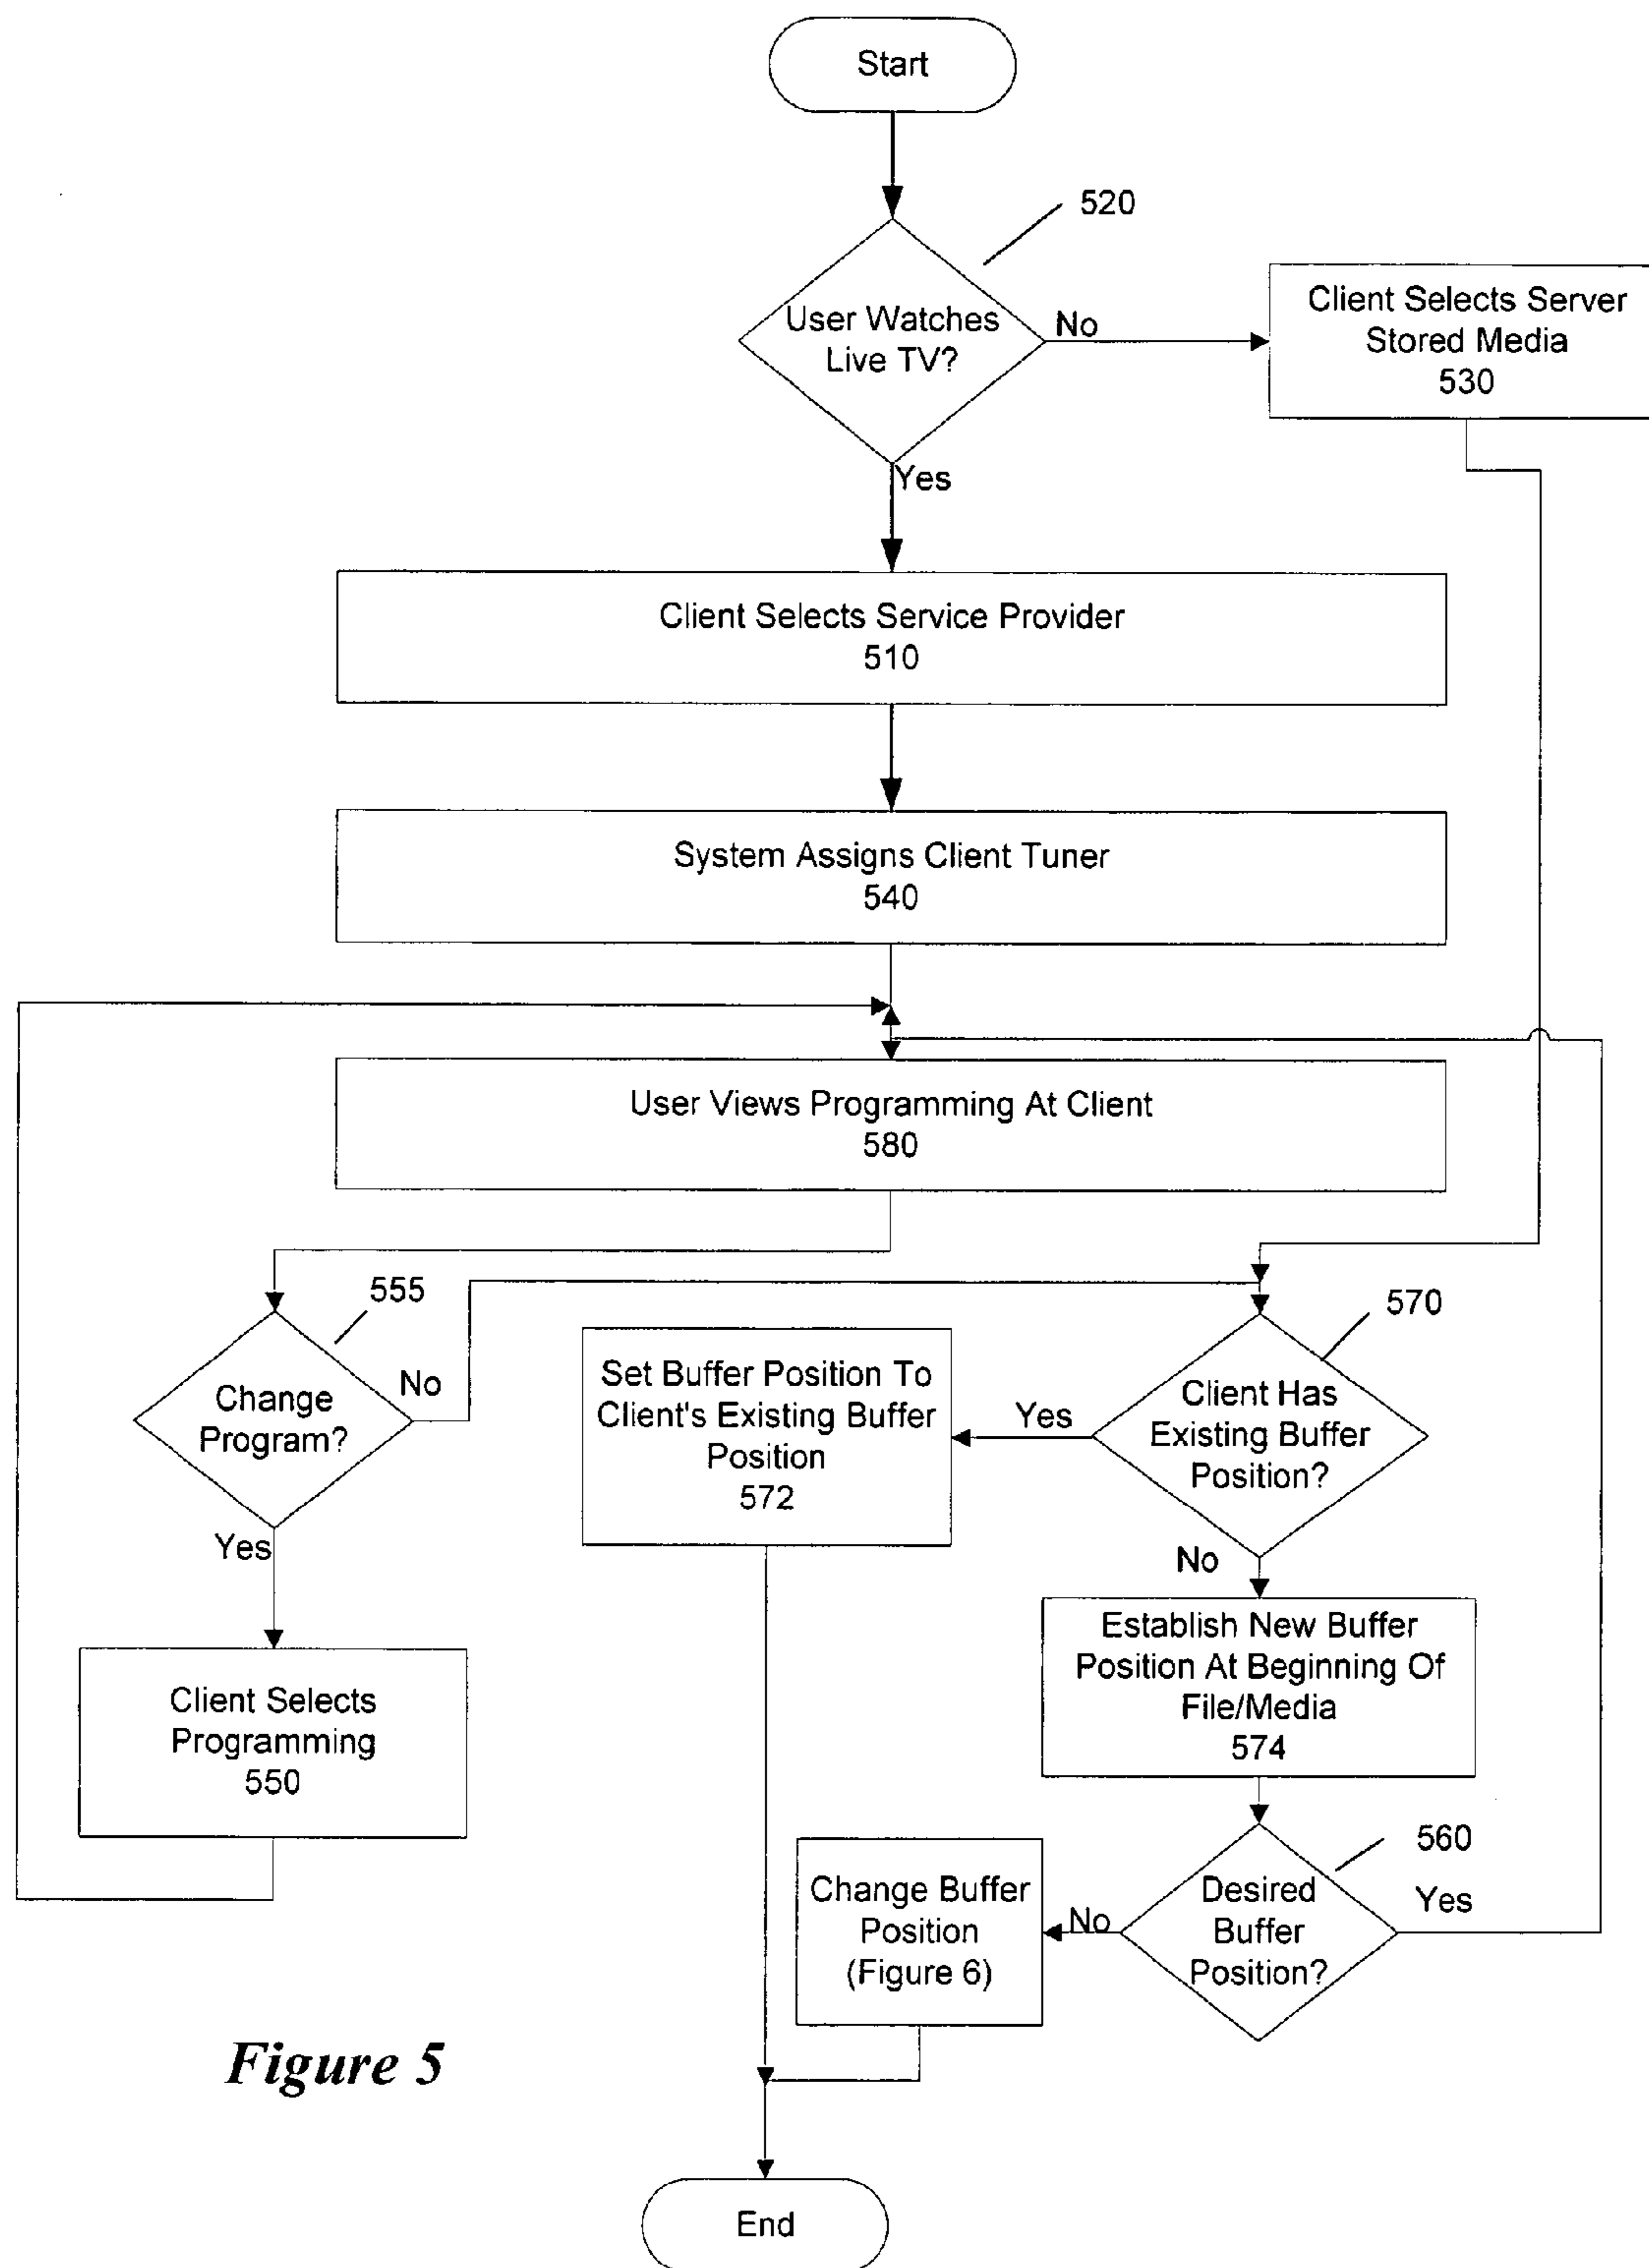 Start
520
User Watches
Live TV?
No
Client Selects Server
Stored Media
530
Yes
Client Selects Service Provider
510
System Assigns Client Tuner
540
User Views Programming At Client
580
555
Change
Program?
No
Yes
Client Selects
Programming
550
Set Buffer Position To
Client's Existing Buffer
Position
572
570
Client Has
Existing Buffer
Position?
Yes
No
Establish New Buffer
Position At Beginning Of
File/Media
574
560
Desired
Buffer
Position?
Yes
No
Change Buffer
Position
(Figure 6)
Figure 5
End